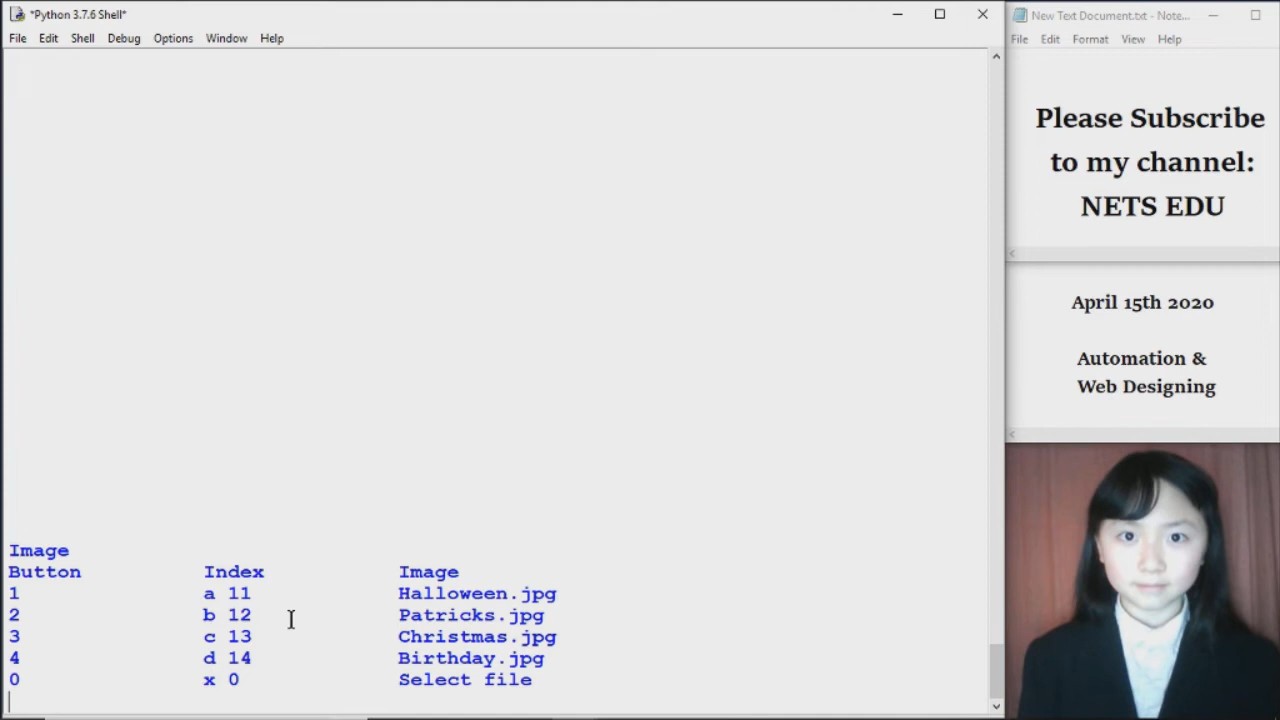 *Python 3.7.6 Shell*
File Edit Shell Debug Options Window Help
Image
Button Index Image
1 a 11 Halloween.jpg
2 b 12 Patricks.jpg
3 c 13 Christmas.jpg
4 d 14 Birthday.jpg
0 x 0 Select file
New Text Document.txt - Note...
File Edit Format View Help
Please Subscribe
to my channel:
NETS EDU
April 15th 2020
Automation &
Web Designing